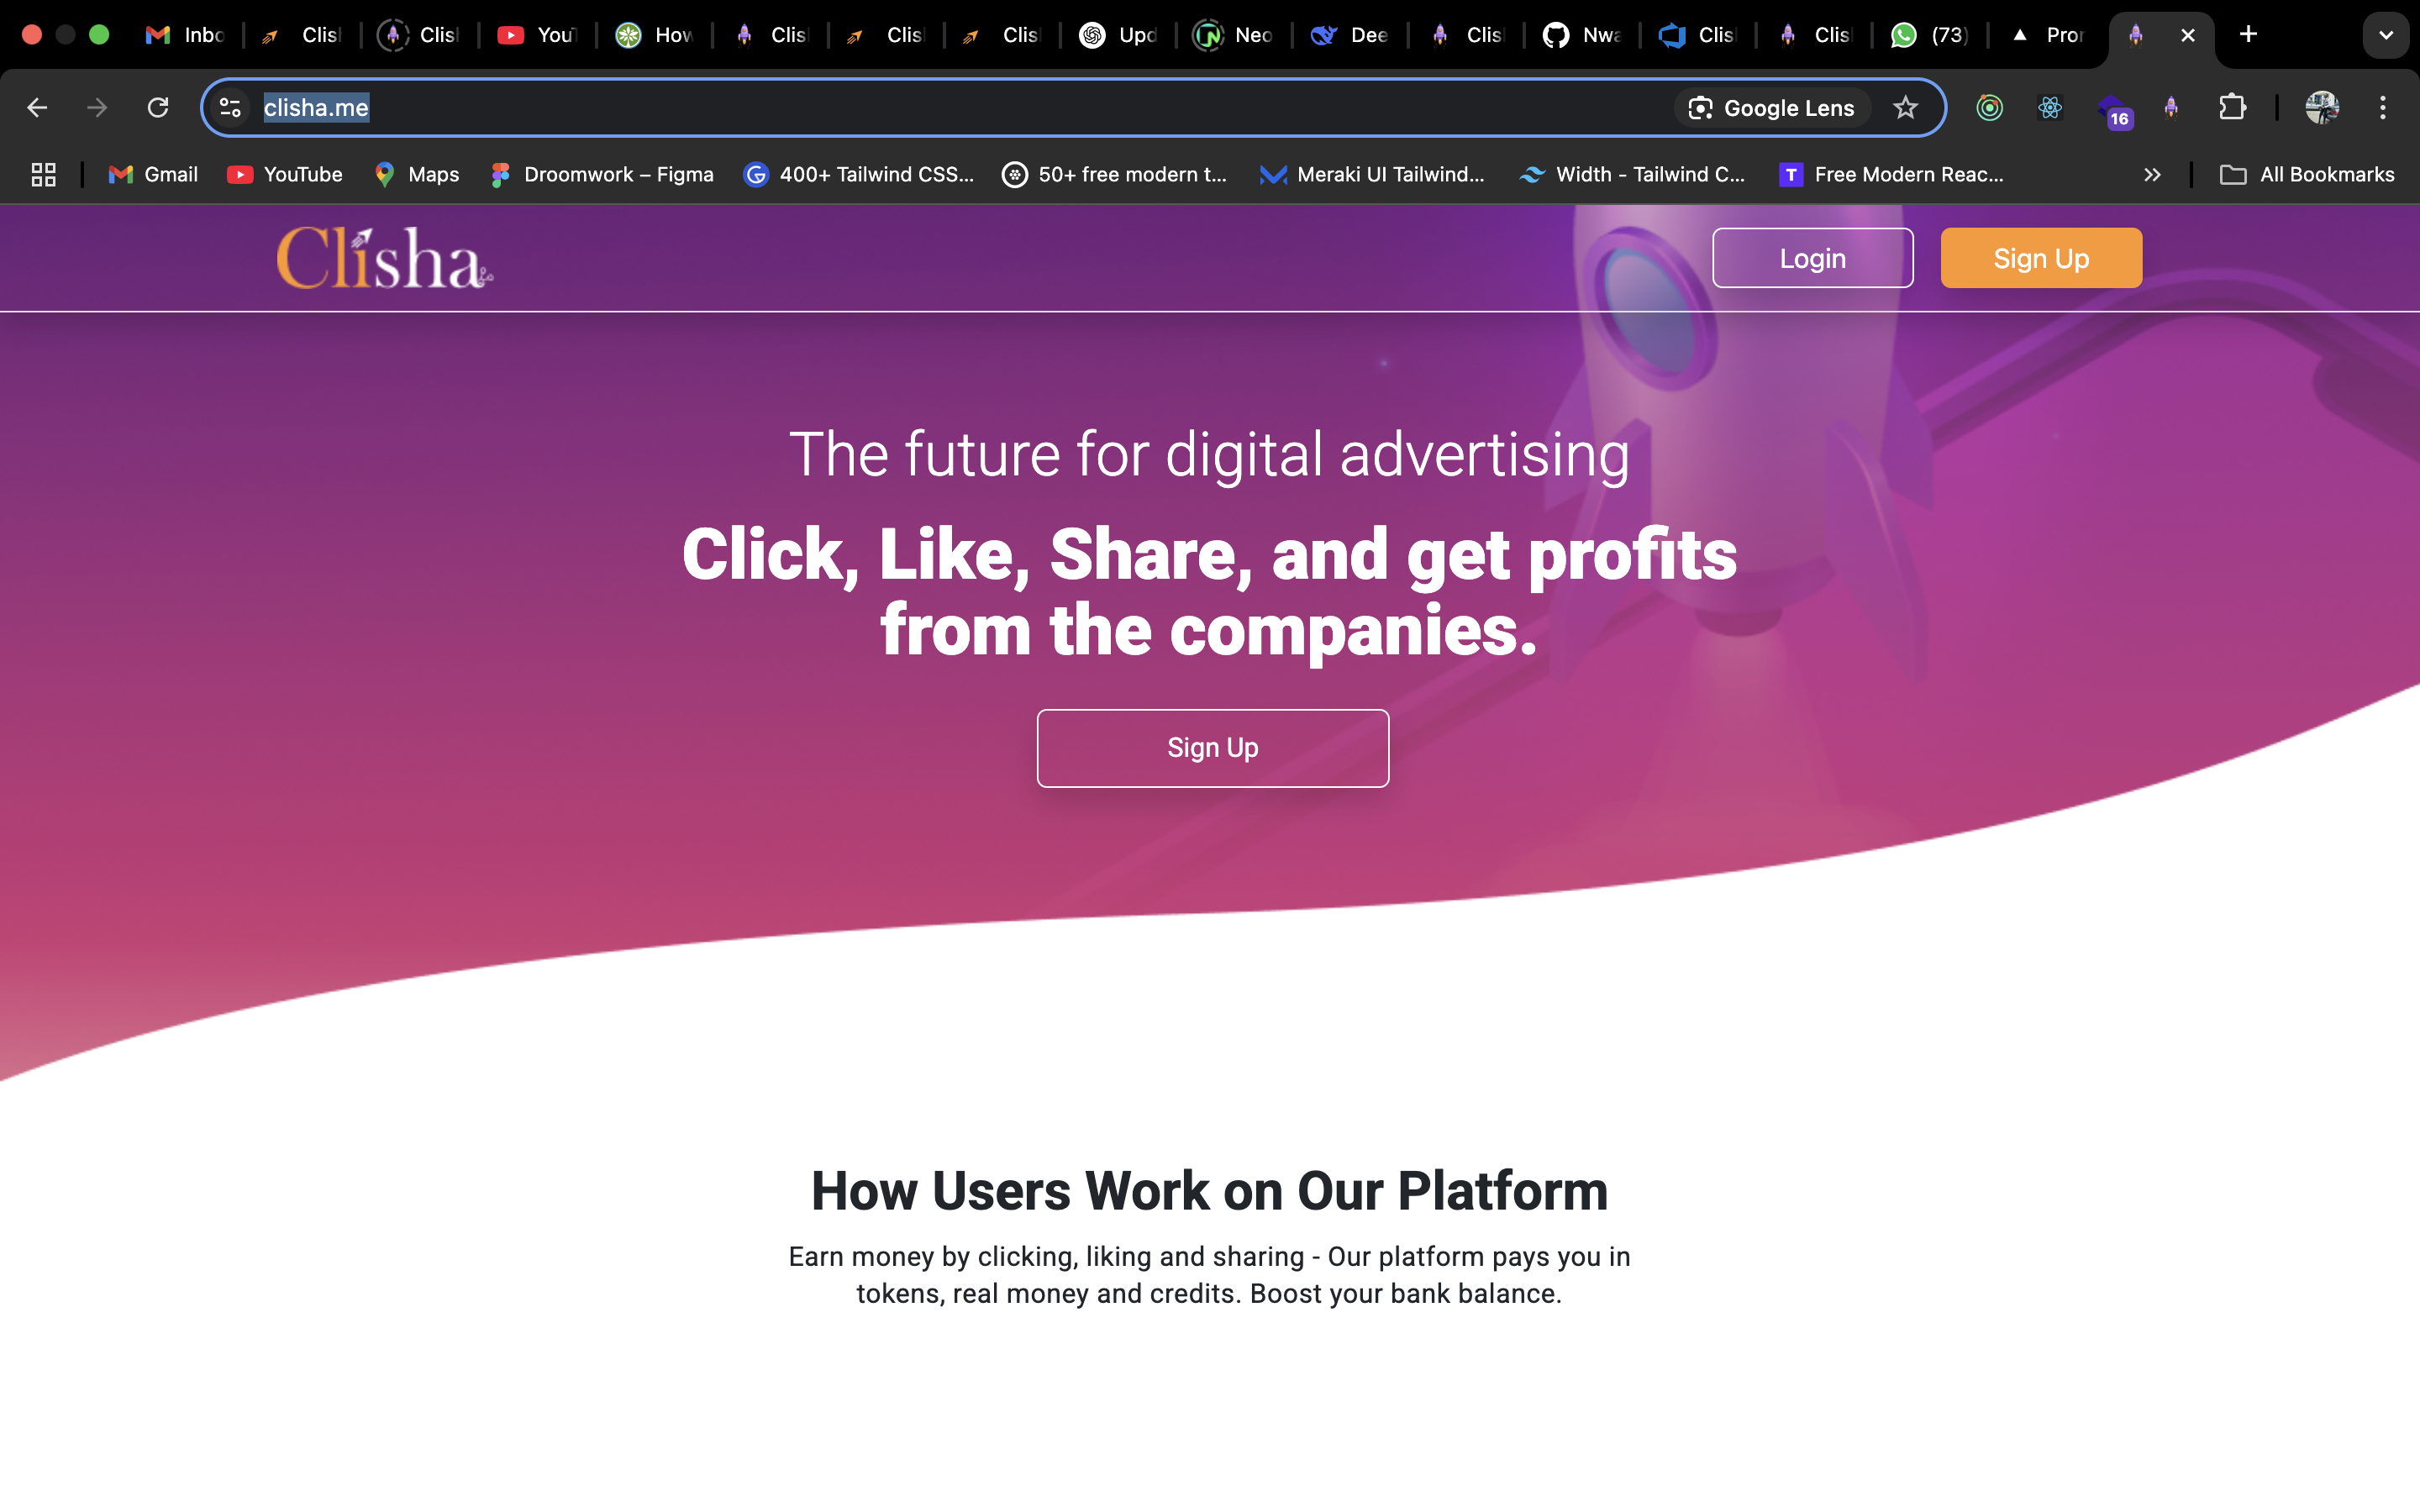 Inbo Clis Clis You How Clis Clis Clis Upd Neo Dee Clis Nwa Clis Clis (73) Pror
clisha.me Google Lens 16
Gmail YouTube Maps Droomwork – Figma 400+ Tailwind CSS... 50+ free modern t... Meraki UI Tailwind... Width - Tailwind C... T Free Modern Reac... All Bookmarks
Clisha Login Sign Up
The future for digital advertising
Click, Like, Share, and get profits
from the companies.
Sign Up
How Users Work on Our Platform
Earn money by clicking, liking and sharing - Our platform pays you in
tokens, real money and credits. Boost your bank balance.